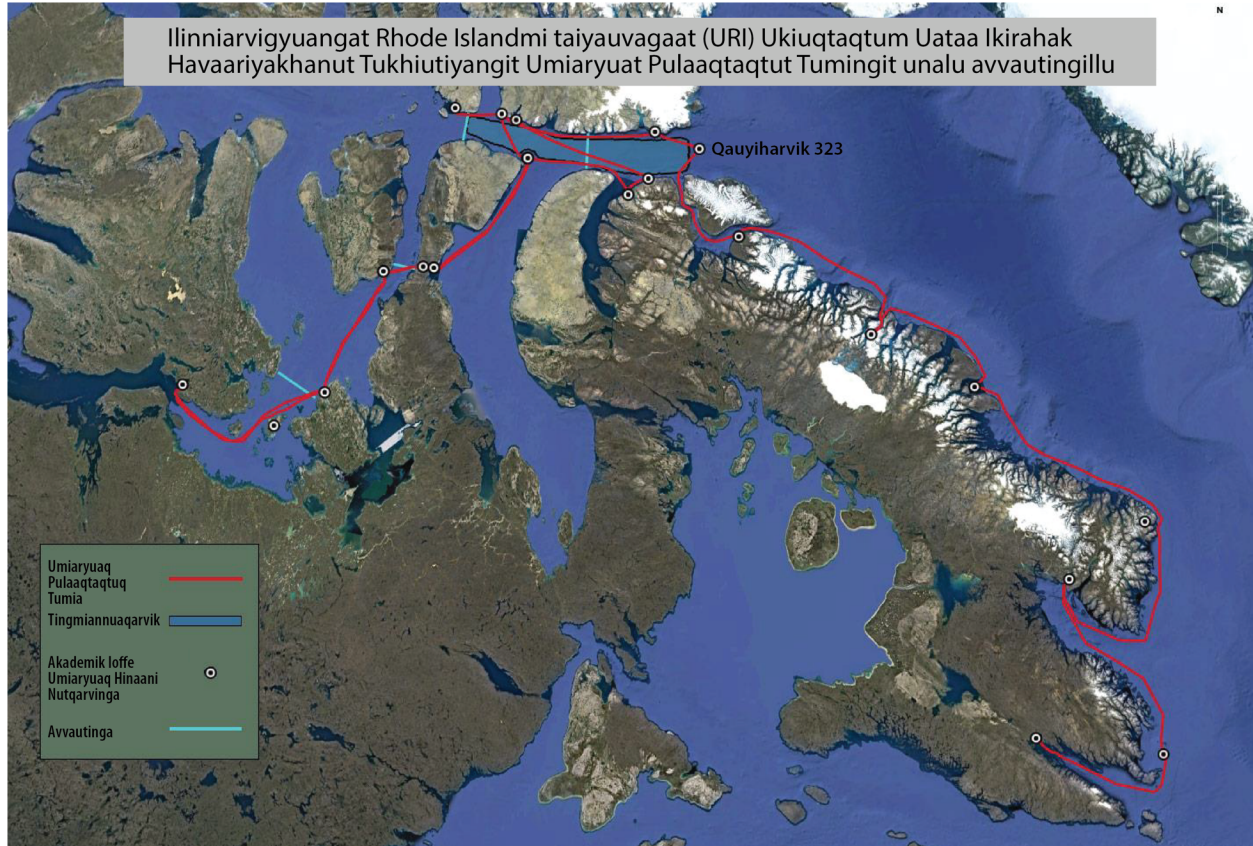 N
Ilinniarvigyuangat Rhode Islandmi taiyauvagaat (URI) Ukiuqtaqtum Uataa Ikirahak
Havaariyakhanut Tukhiutiyangit Umiaryuat Pulaaqtaqtut Tumingit unalu avvautingillu
Qauyiharvik 323
Umiaryuaq
Pulaaqtaqtuq
Tumia
Tingmiannuaqarvik
Akademik Ioffe
Umiaryuaq Hinaani
Nutqarvinga
Avvautinga